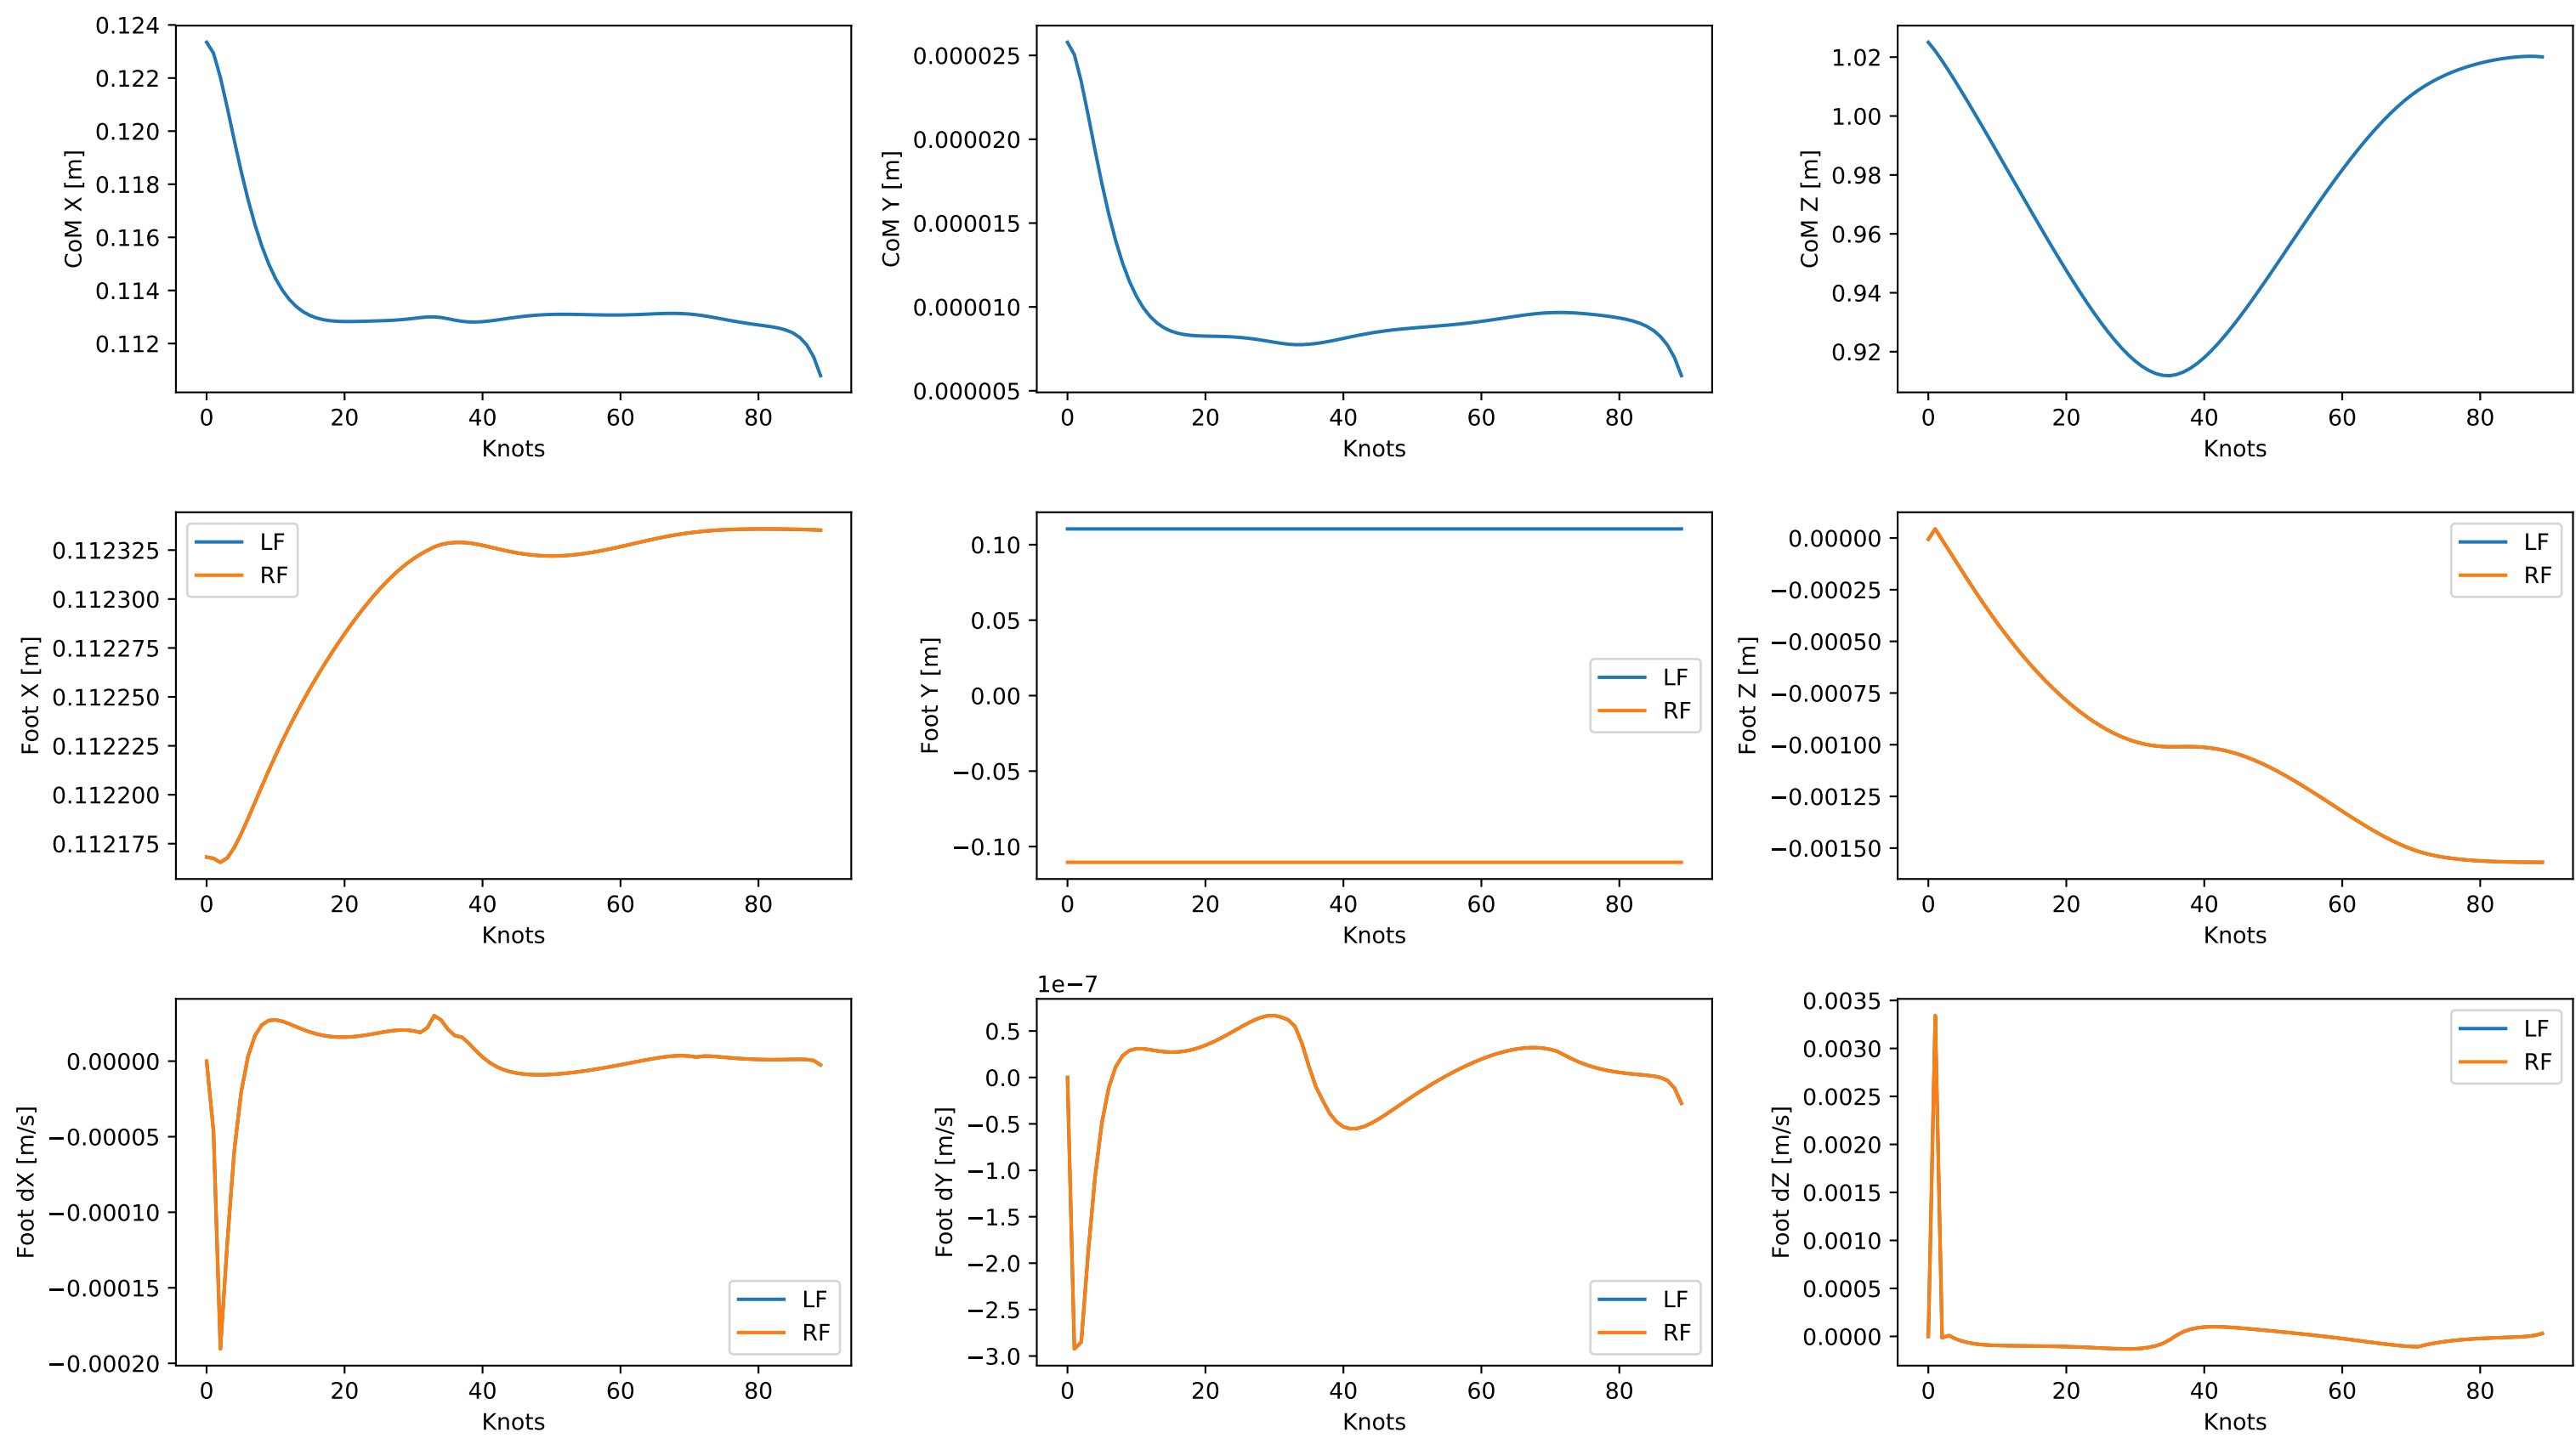 0.124
0.122
0.120
0.118
0.116
0.114
0.112
CoM X [m]
0 20 40 60 80
Knots
0.000025
0.000020
0.000015
0.000010
0.000005
CoM Y [m]
0 20 40 60 80
Knots
1.02
1.00
0.98
0.96
0.94
0.92
CoM Z [m]
0 20 40 60 80
Knots
0.112325
0.112300
0.112275
0.112250
0.112225
0.112200
0.112175
Foot X [m]
LF
RF
0 20 40 60 80
Knots
0.10
0.05
0.00
−0.05
−0.10
Foot Y [m]
LF
RF
0 20 40 60 80
Knots
0.00000
−0.00025
−0.00050
−0.00075
−0.00100
−0.00125
−0.00150
Foot Z [m]
LF
RF
0 20 40 60 80
Knots
0.00000
−0.00005
−0.00010
−0.00015
−0.00020
Foot dX [m/s]
LF
RF
0 20 40 60 80
Knots
1e−7
0.5
0.0
−0.5
−1.0
−1.5
−2.0
−2.5
−3.0
Foot dY [m/s]
LF
RF
0 20 40 60 80
Knots
0.0035
0.0030
0.0025
0.0020
0.0015
0.0010
0.0005
0.0000
Foot dZ [m/s]
LF
RF
0 20 40 60 80
Knots